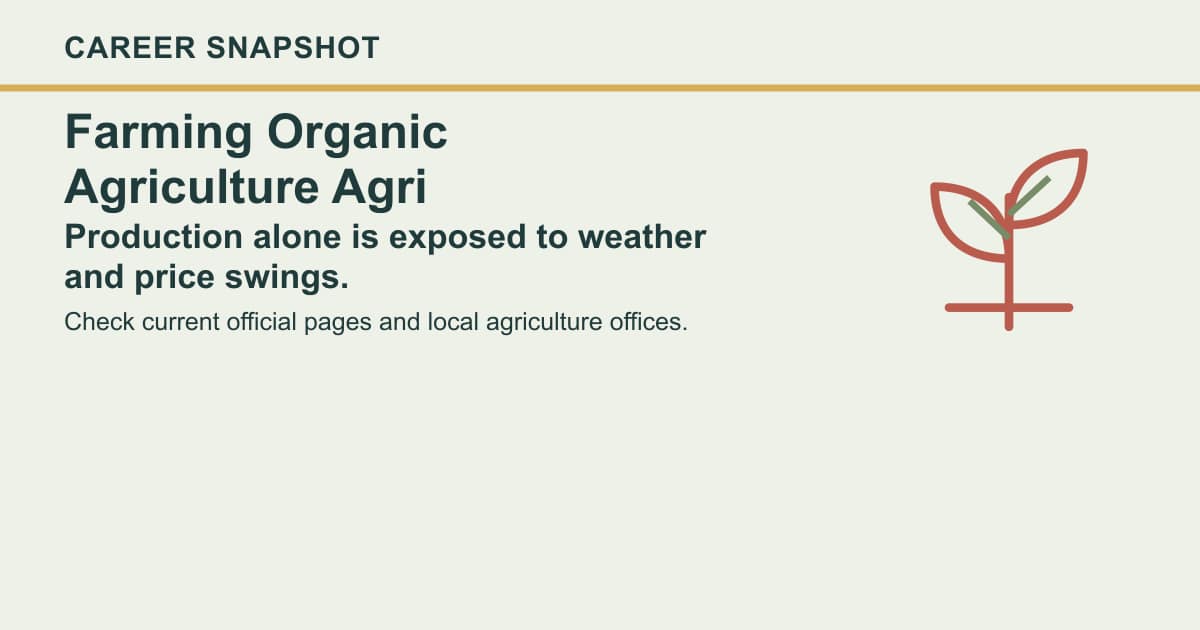 CAREER SNAPSHOT
Farming Organic
Agriculture Agri
Production alone is exposed to weather
and price swings.
Check current official pages and local agriculture offices.